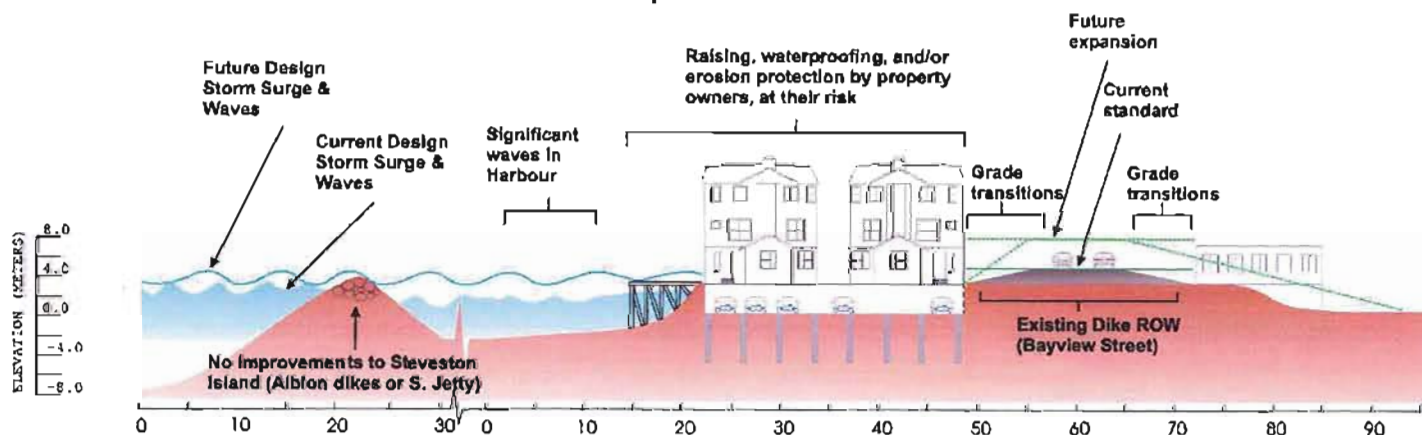 Future
expansion
Future Design
Storm Surge &
Waves
Raising, waterproofing, and/or
erosion protection by property
owners, at their risk
Current
standard
Current Design
Storm Surge &
Waves
Significant
waves in
Harbour
Grade
transitions
Grade
transitions
ELEVATION (METERS)
8.0
4.0
0.0
-8.0
No Improvements to Steveston
Island (Albion dikes or S. Jetty)
Existing Dike ROW
(Bayview Street)
0 10 20 30 0 10 20 30 40 50 60 70 80 90